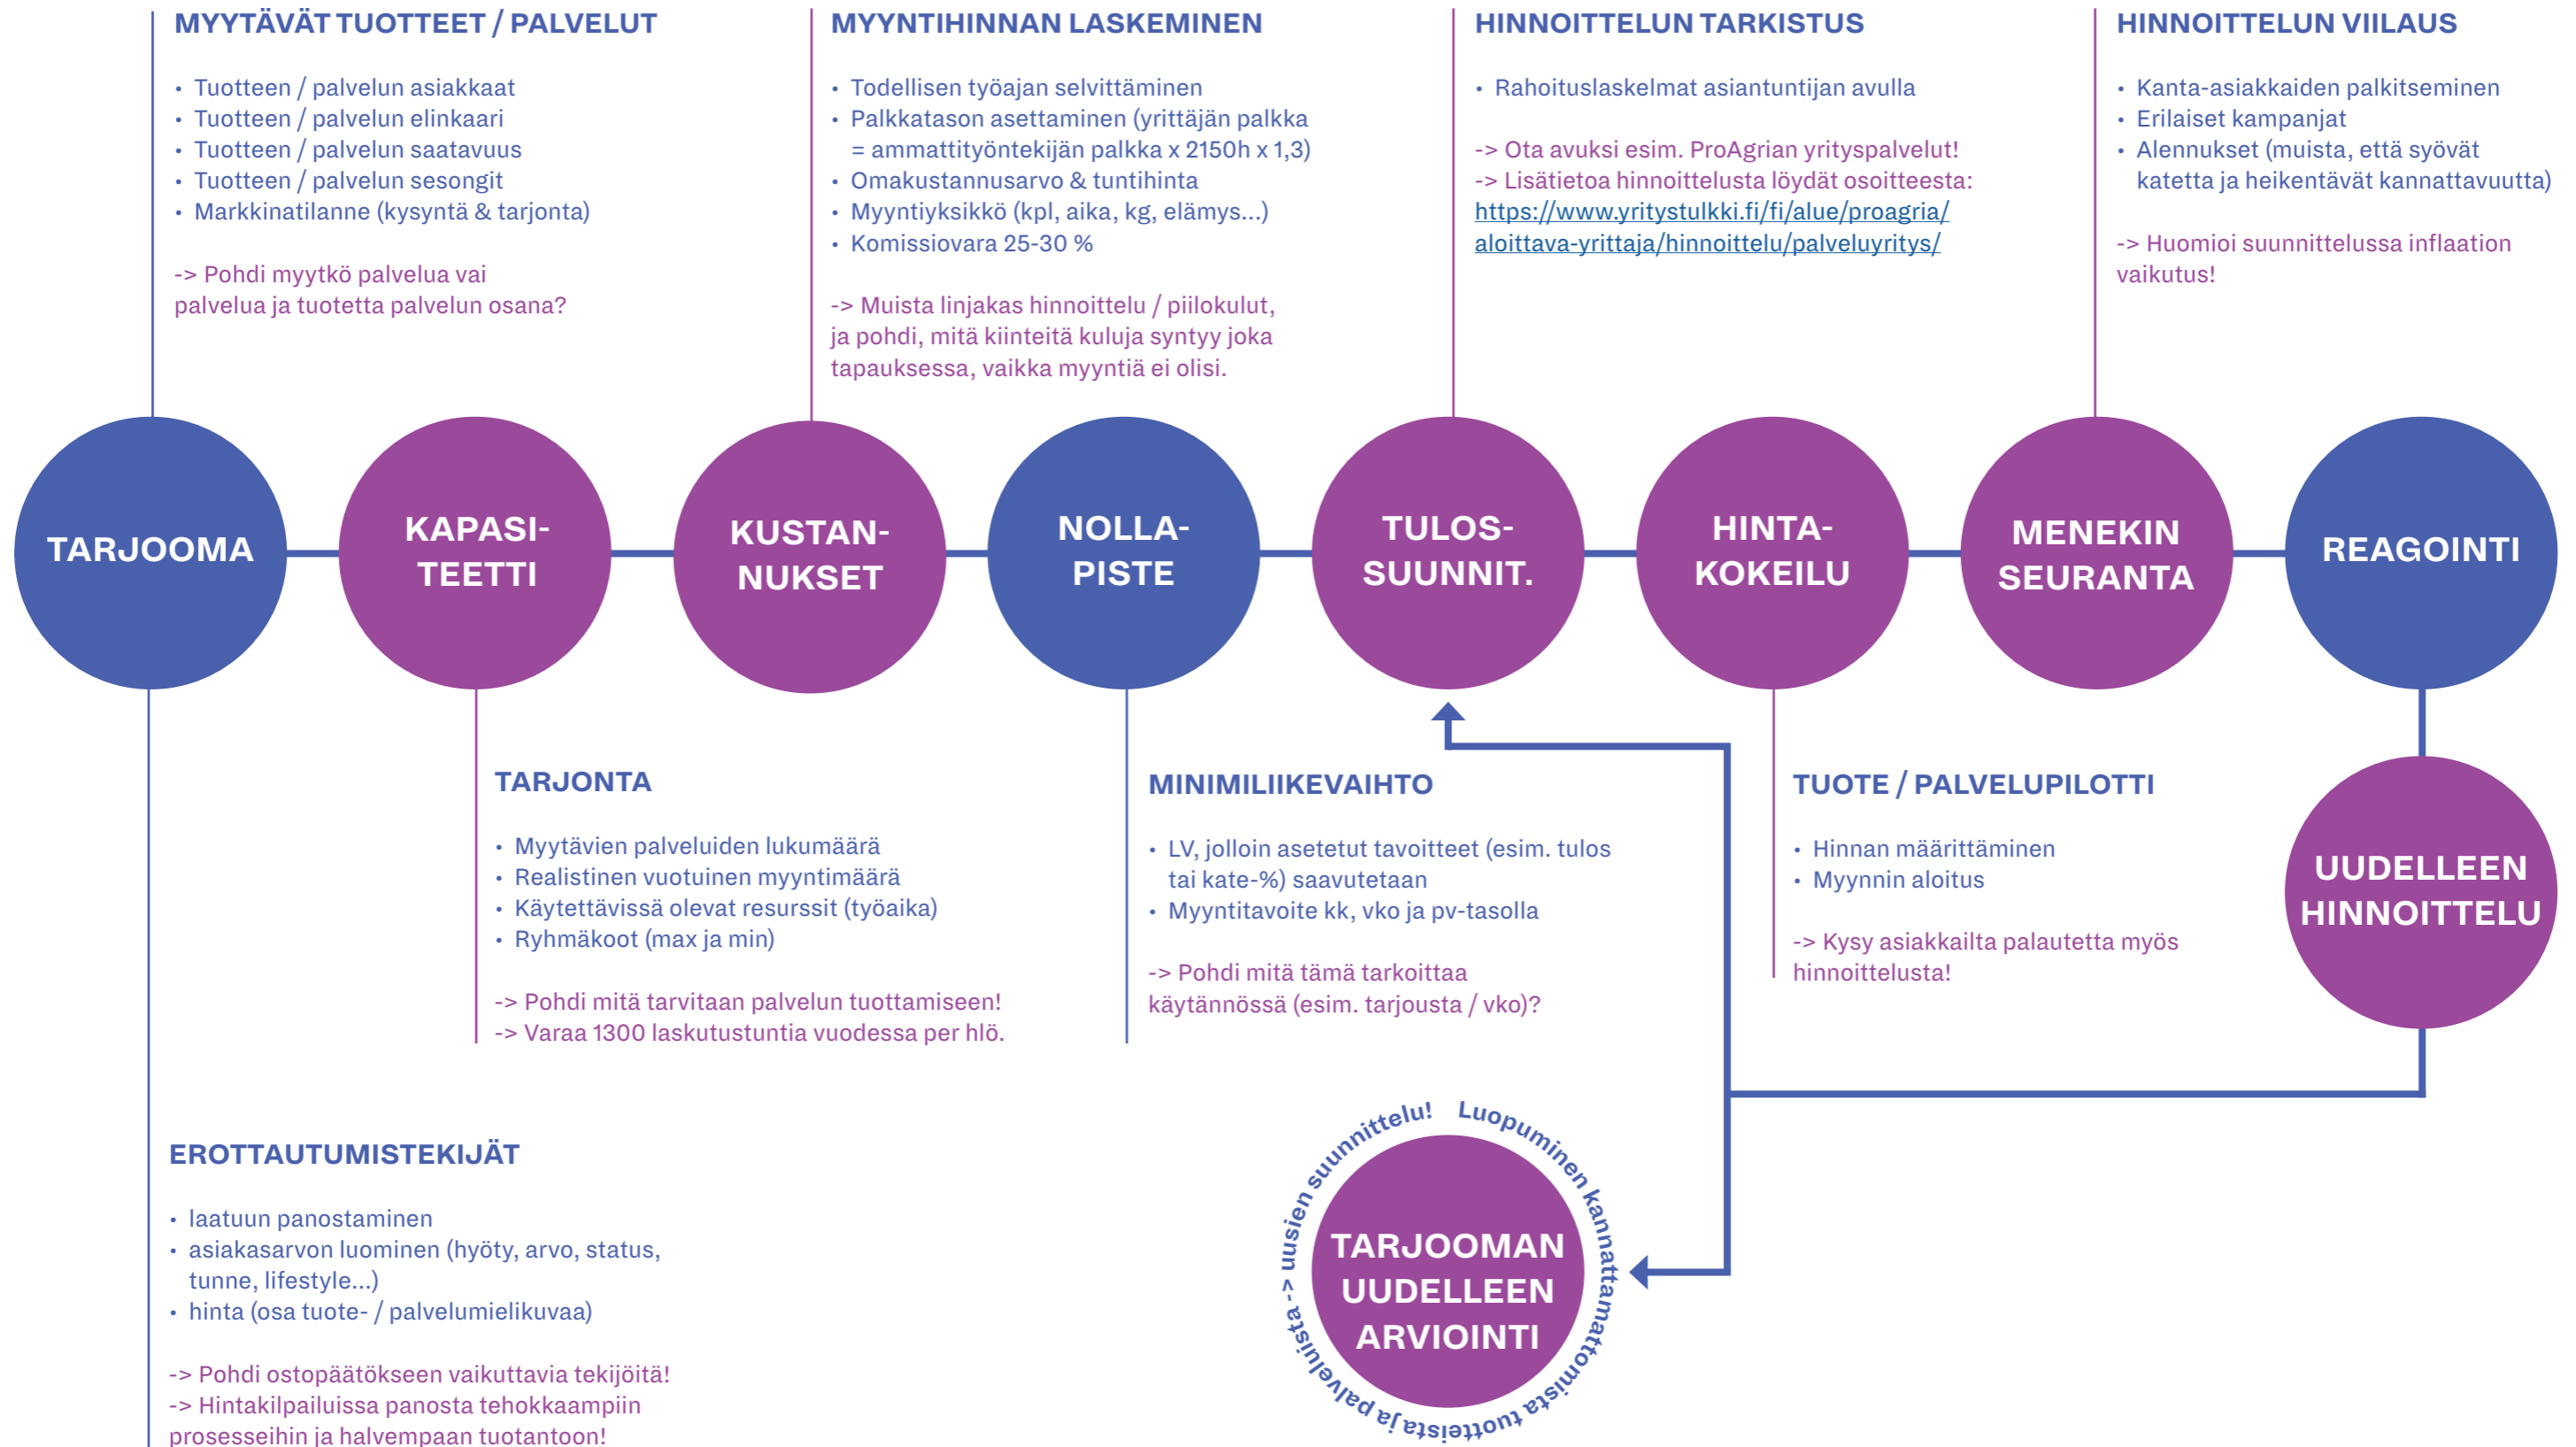 MYYTÄVÄT TUOTTEET / PALVELUT
• Tuotteen / palvelun asiakkaat
• Tuotteen / palvelun elinkaari
• Tuotteen / palvelun saatavuus
• Tuotteen / palvelun sesongit
• Markkinatilanne (kysyntä & tarjonta)
-> Pohdi myytkö palvelua vai
palvelua ja tuotetta palvelun osana?
MYYNTIHINNAN LASKEMINEN
• Todellisen työajan selvittäminen
• Palkkatason asettaminen (yrittäjän palkka
= ammattityöntekijän palkka x 2150h x 1,3)
• Omakustannusarvo & tuntihinta
• Myyntiyksikkö (kpl, aika, kg, elämys...)
• Komissiovara 25-30 %
-> Muista linjakas hinnoittelu / piilokulut,
ja pohdi, mitä kiinteitä kuluja syntyy joka
tapauksessa, vaikka myyntiä ei olisi.
HINNOITTELUN TARKISTUS
• Rahoituslaskelmat asiantuntijan avulla
-> Ota avuksi esim. ProAgrian yrityspalvelut!
-> Lisätietoa hinnoittelusta löydät osoitteesta:
https://www.yritystulkki.fi/fi/alue/proagria/
aloittava-yrittaja/hinnoittelu/palveluyritys/
HINNOITTELUN VIILAUS
• Kanta-asiakkaiden palkitseminen
• Erilaiset kampanjat
• Alennukset (muista, että syövät
katetta ja heikentävät kannattavuutta)
-> Huomioi suunnittelussa inflaation
vaikutus!
TARJOOMA
KAPASI-
TEETTI
KUSTAN-
NUKSET
NOLLA-
PISTE
TULOS-
SUUNNIT.
HINTA-
KOKEILU
MENEKIN
SEURANTA
REAGOINTI
TARJONTA
• Myytävien palveluiden lukumäärä
• Realistinen vuotuinen myyntimäärä
• Käytettävissä olevat resurssit (työaika)
• Ryhmäkoot (max ja min)
-> Pohdi mitä tarvitaan palvelun tuottamiseen!
-> Varaa 1300 laskutustuntia vuodessa per hlö.
MINIMILIIKEVAIHTO
• LV, jolloin asetetut tavoitteet (esim. tulos
tai kate-%) saavutetaan
• Myyntitavoite kk, vko ja pv-tasolla
-> Pohdi mitä tämä tarkoittaa
käytännössä (esim. tarjousta / vko)?
TUOTE / PALVELUPILOTTI
• Hinnan määrittäminen
• Myynnin aloitus
-> Kysy asiakkailta palautetta myös
hinnoittelusta!
UUDELLEEN
HINNOITTELU
EROTTAUTUMISTEKIJÄT
• laatuun panostaminen
• asiakasarvon luominen (hyöty, arvo, status,
tunne, lifestyle...)
• hinta (osa tuote- / palvelumielikuvaa)
-> Pohdi ostopäätökseen vaikuttavia tekijöitä!
-> Hintakilpailuissa panosta tehokkaampiin
prosesseihin ja halvempaan tuotantoon!
Luopuminen kannattamattomista tuotteista ja palveluista -> uusien suunnittelu!
TARJOOMAN
UUDELLEEN
ARVIOINTI